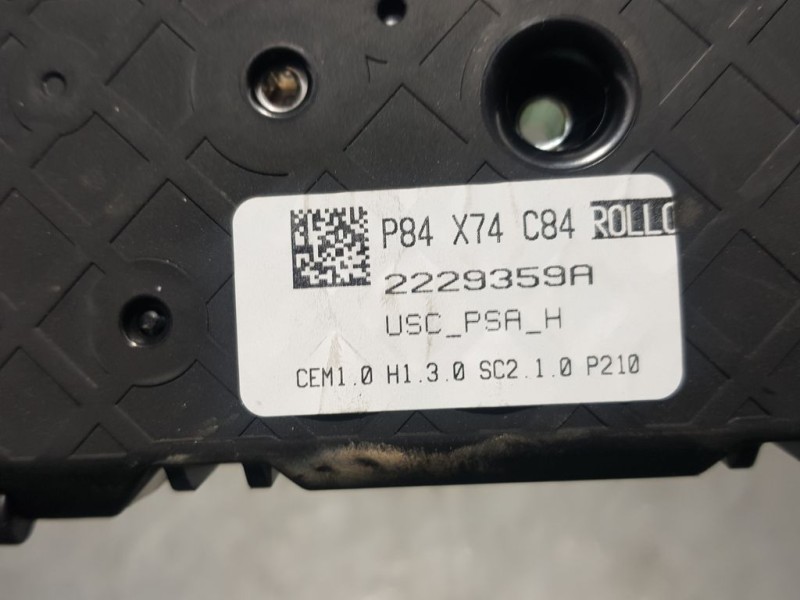 P84 X74 C84 ROLLO
2229359A
USC_PSA_H
CEM1.0 H1.3.0 SC2.1.0 P210